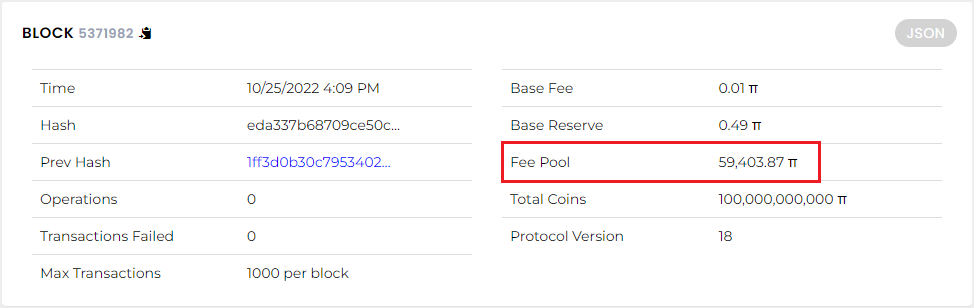 BLOCK 5371982
JSON
Time 10/25/2022 4:09 PM
Hash eda337b68709ce50c...
Prev Hash 1ff3d0b30c7953402...
Operations 0
Transactions Failed 0
Max Transactions 1000 per block
Base Fee 0.01 π
Base Reserve 0.49 π
Fee Pool 59,403.87 π
Total Coins 100,000,000,000 π
Protocol Version 18